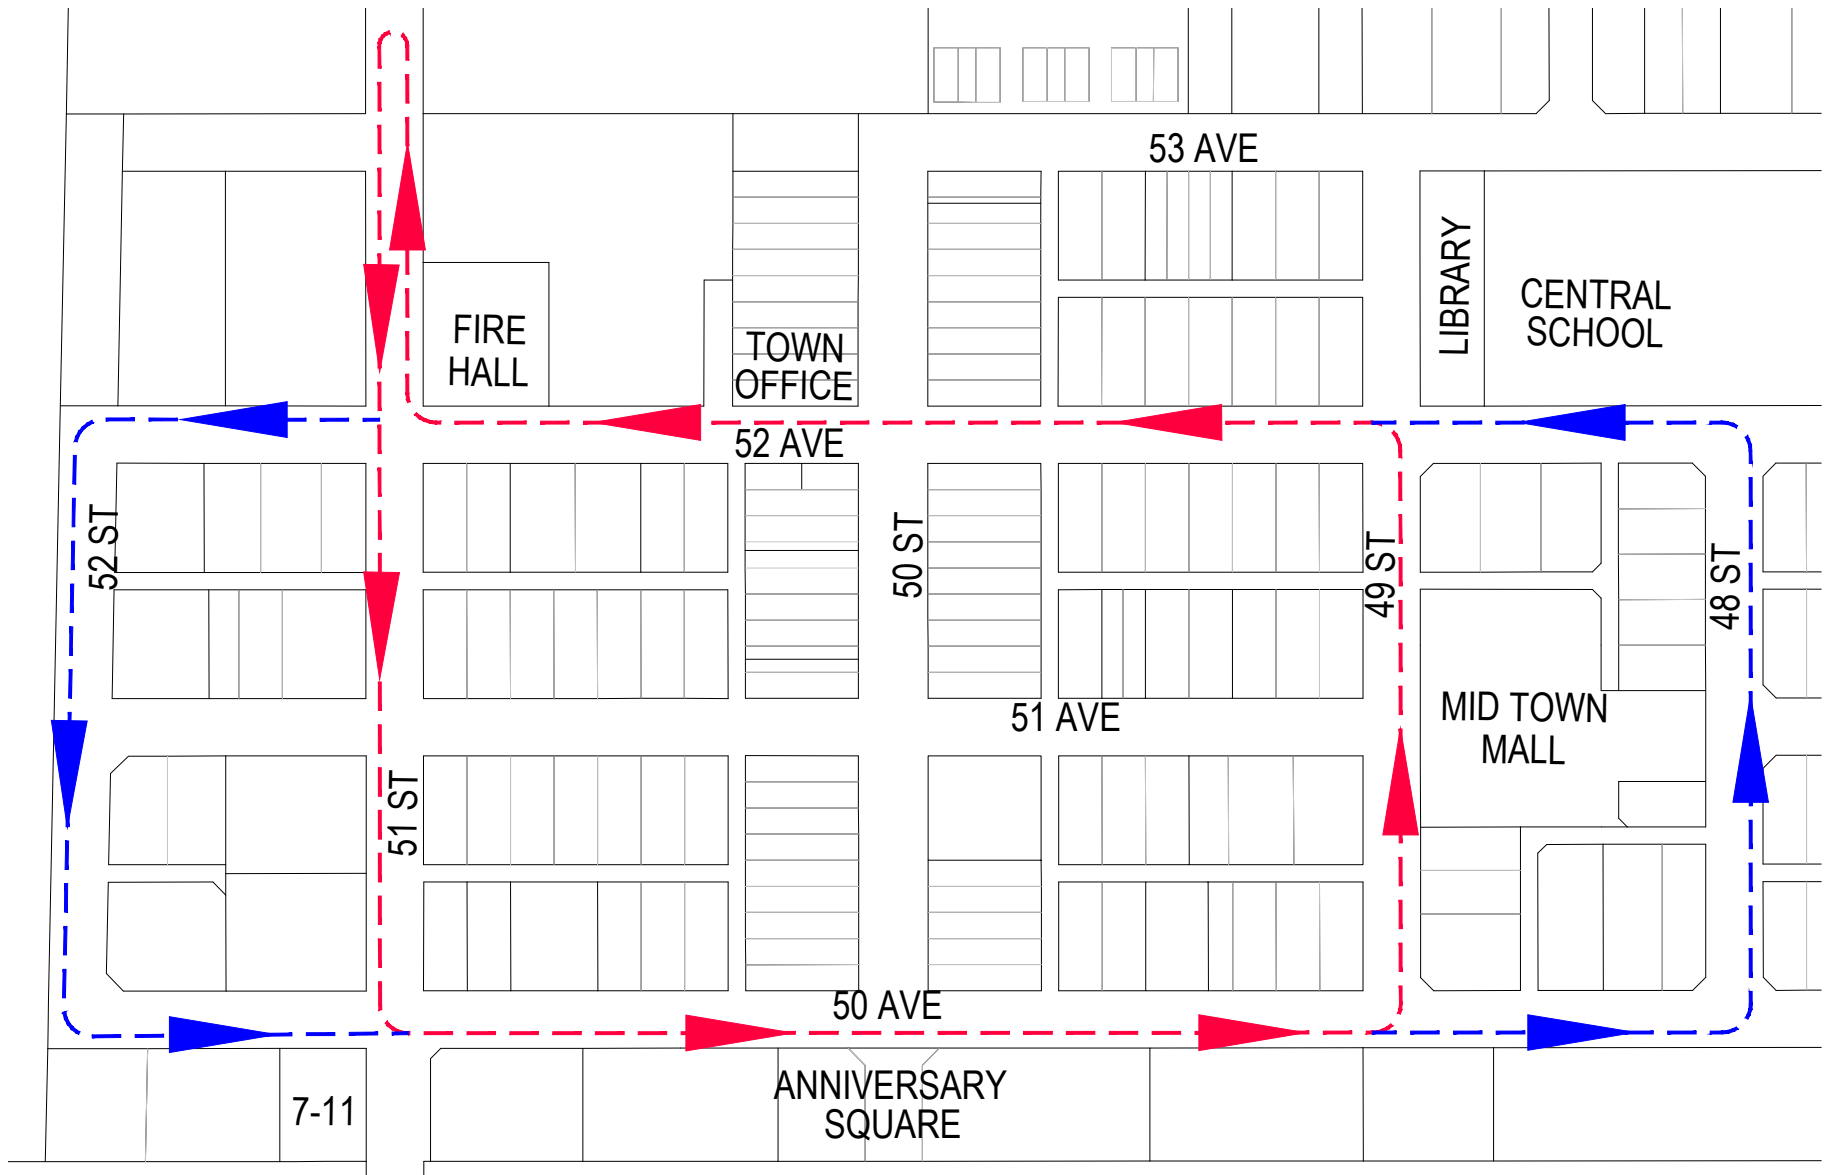 53 AVE
LIBRARY
CENTRAL
SCHOOL
FIRE
HALL
TOWN
OFFICE
52 AVE
52 ST
50 ST
49 ST
48 ST
51 AVE
MID TOWN
MALL
51 ST
50 AVE
7-11
ANNIVERSARY
SQUARE